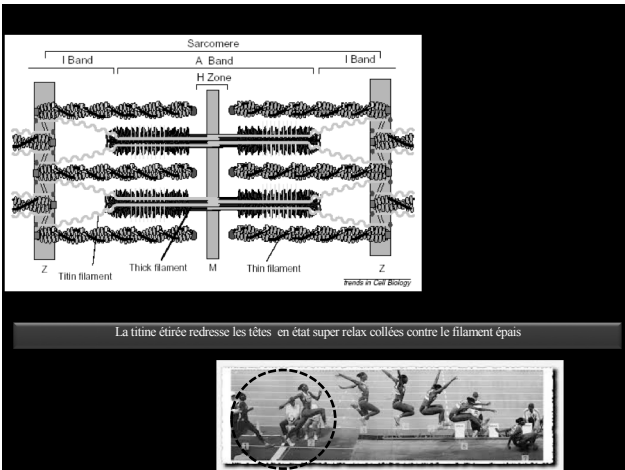 Sarcomere
I Band A Band I Band
H Zone
Z Titin filament Thick filament M Thin filament Z
trends in Cell Biology
La titine étirée redresse les têtes en état super relax collées contre le filament épais